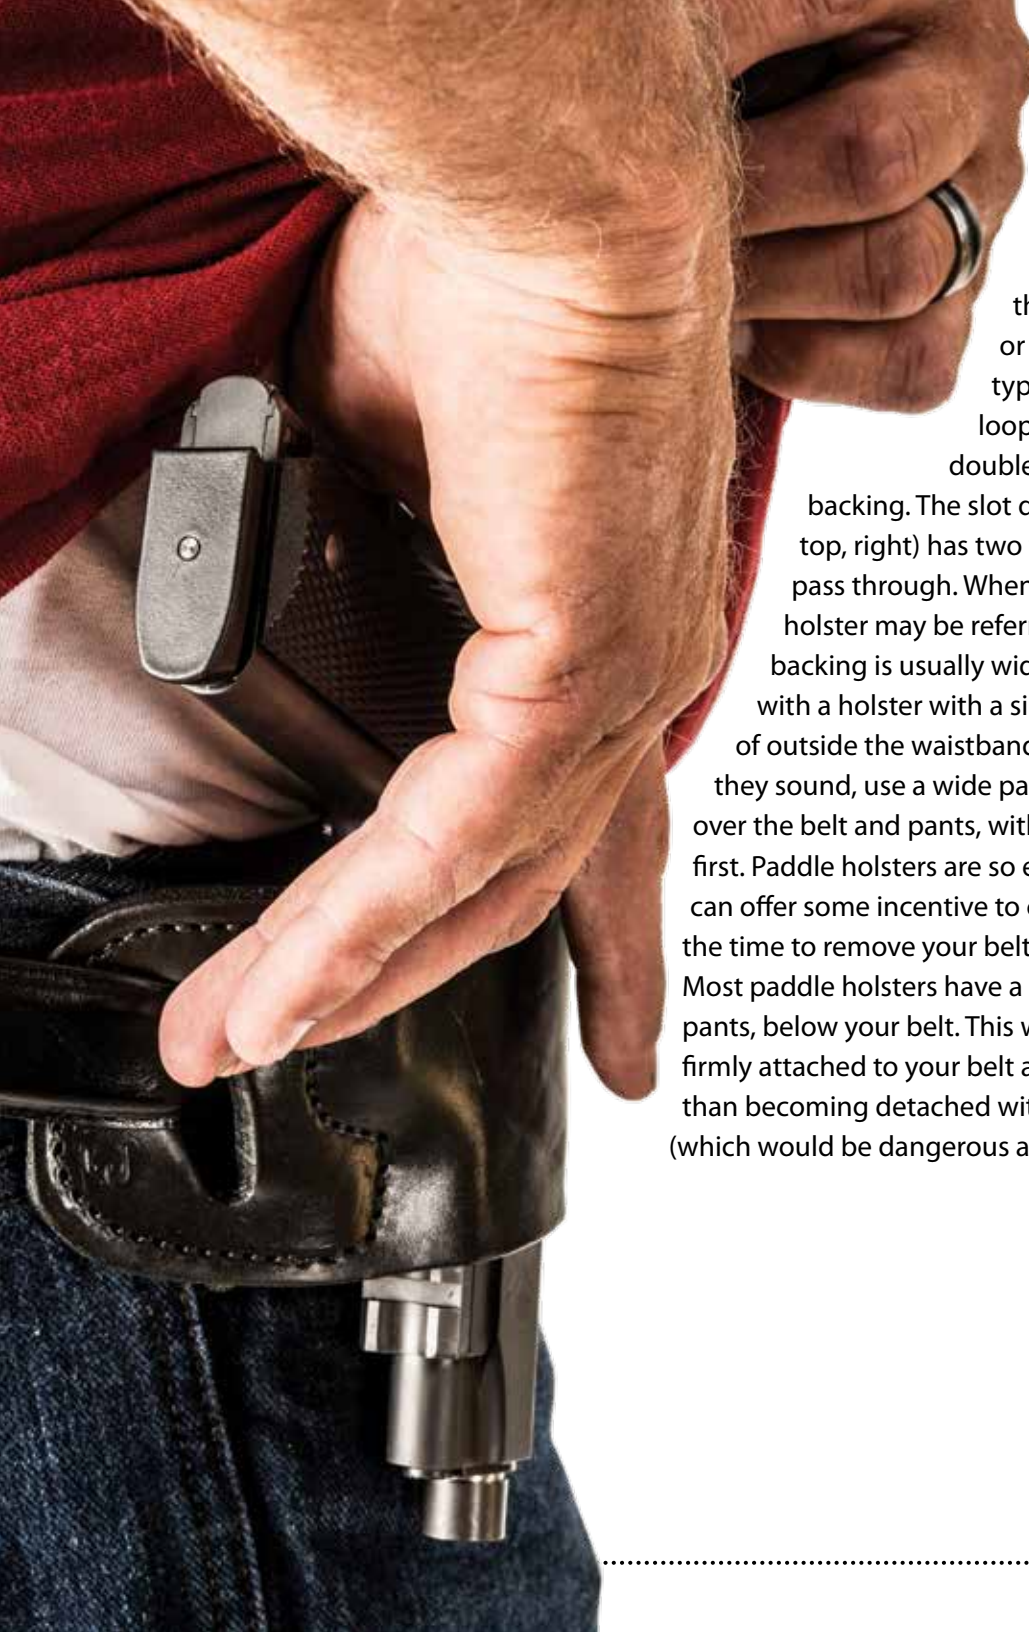 th
or
typ
loop
double
backing. The slot d
top, right) has two
pass through. When
holster may be referr
backing is usually wid
with a holster with a si
of outside the waistband
they sound, use a wide pa
over the belt and pants, with
first. Paddle holsters are so e
can offer some incentive to
the time to remove your belt
Most paddle holsters have a
pants, below your belt. This w
firmly attached to your belt a
than becoming detached wit
(which would be dangerous a